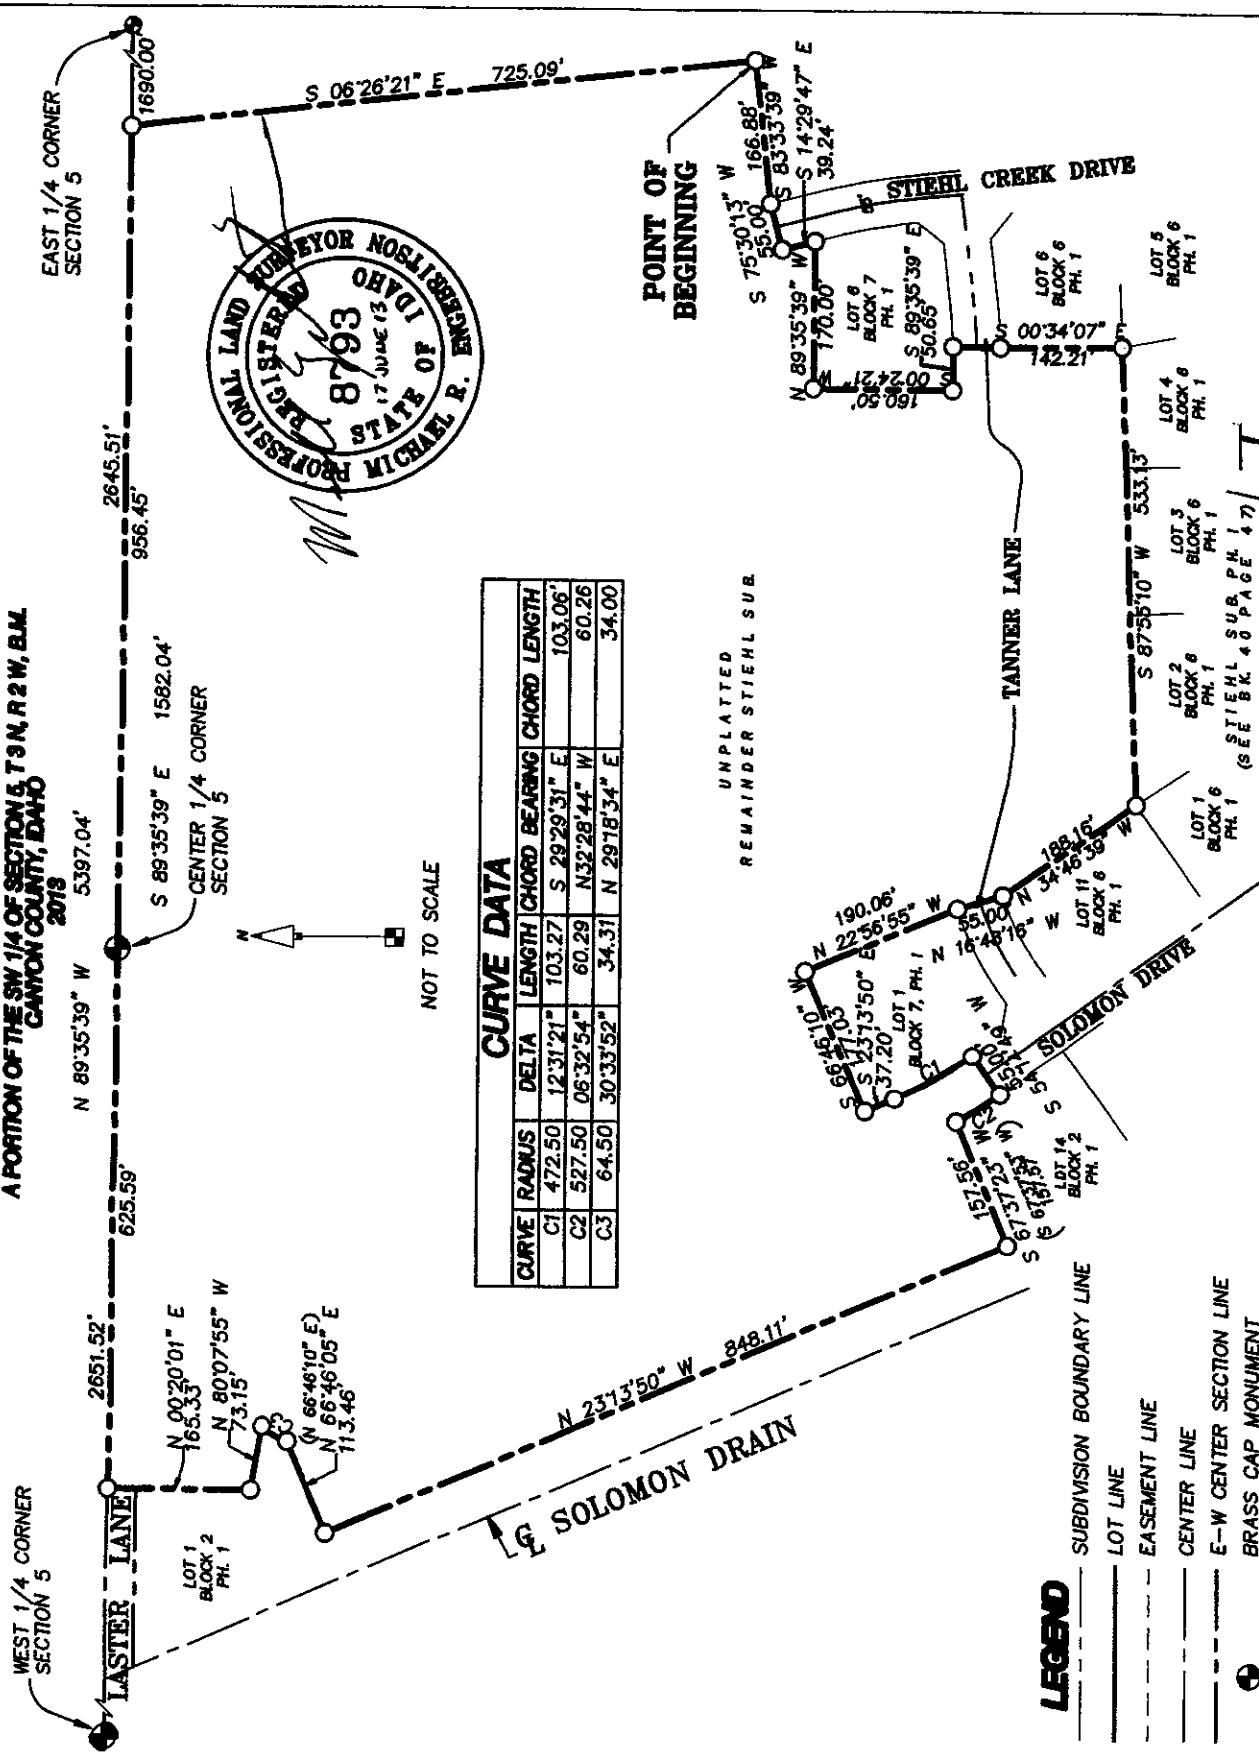 A PORTION OF THE SW 1/4 OF SECTION 5, T 3 N, R 2 W, B.M.
CANYON COUNTY, IDAHO
2013
WEST 1/4 CORNER
SECTION 5
LASTER LANE
2651.52'
625.59'
N 89°35'39" W 5397.04'
S 89°35'39" E 1582.04'
CENTER 1/4 CORNER
SECTION 5
2645.51'
956.45'
EAST 1/4 CORNER
SECTION 5
1690.00'
S 06°26'21" E 725.09'
PROFESSIONAL LAND SURVEYOR
REGISTERED
8793
17 JUNE 13
STATE OF IDAHO
MICHAEL R. ENGEBRITSON
N
NOT TO SCALE
LOT 1
BLOCK 2
PH. 1
N 00°20'01" E
165.33'
N 80°07'55" W
73.15'
C3
(N 66°46'10" E)
N 66°46'05" E
113.46'
N 23°13'50" W 848.11'
℄ SOLOMON DRAIN
CURVE DATA
CURVE RADIUS DELTA LENGTH CHORD BEARING CHORD LENGTH
C1 472.50 12°31'21" 103.27 S 29°29'31" E 103.06'
C2 527.50 06°32'54" 60.29 N32°28'44" W 60.26
C3 64.50 30°33'52" 34.31 N 29°18'34" E 34.00
POINT OF
BEGINNING
166.88'
S 83°33'39" W
S 75°30'13" W
55.00'
S 14°29'47" E
39.24'
N 89°35'39" W
170.00'
LOT 6
BLOCK 7
PH. 1
S 00°24'21" W
160.50'
S 89°35'39" E
50.65'
STIEHL CREEK DRIVE
S 00°34'07" E
142.21'
LOT 6
BLOCK 6
PH. 1
LOT 5
BLOCK 6
PH. 1
LOT 4
BLOCK 6
PH. 1
LOT 3
BLOCK 6
PH. 1
LOT 2
BLOCK 6
PH. 1
LOT 1
BLOCK 6
PH. 1
S 87°55'10" W 533.13'
STIEHL SUB. PH. 1
(SEE BK. 40 PAGE 47)
UNPLATTED
REMAINDER STIEHL SUB.
TANNER LANE
188.16'
N 34°46'39" W
LOT 11
BLOCK 6
PH. 1
55.00'
N 16°48'16" W
190.06'
N 22°56'55" W
S 66°46'10" W
171.03'
S 23°13'50" E
37.20'
LOT 1
BLOCK 7, PH. 1
C1
SOLOMON DRIVE
C2
157.56'
S 67°37'23" W
LOT 14
BLOCK 2
PH. 1
LEGEND
SUBDIVISION BOUNDARY LINE
LOT LINE
EASEMENT LINE
CENTER LINE
E-W CENTER SECTION LINE
BRASS CAP MONUMENT